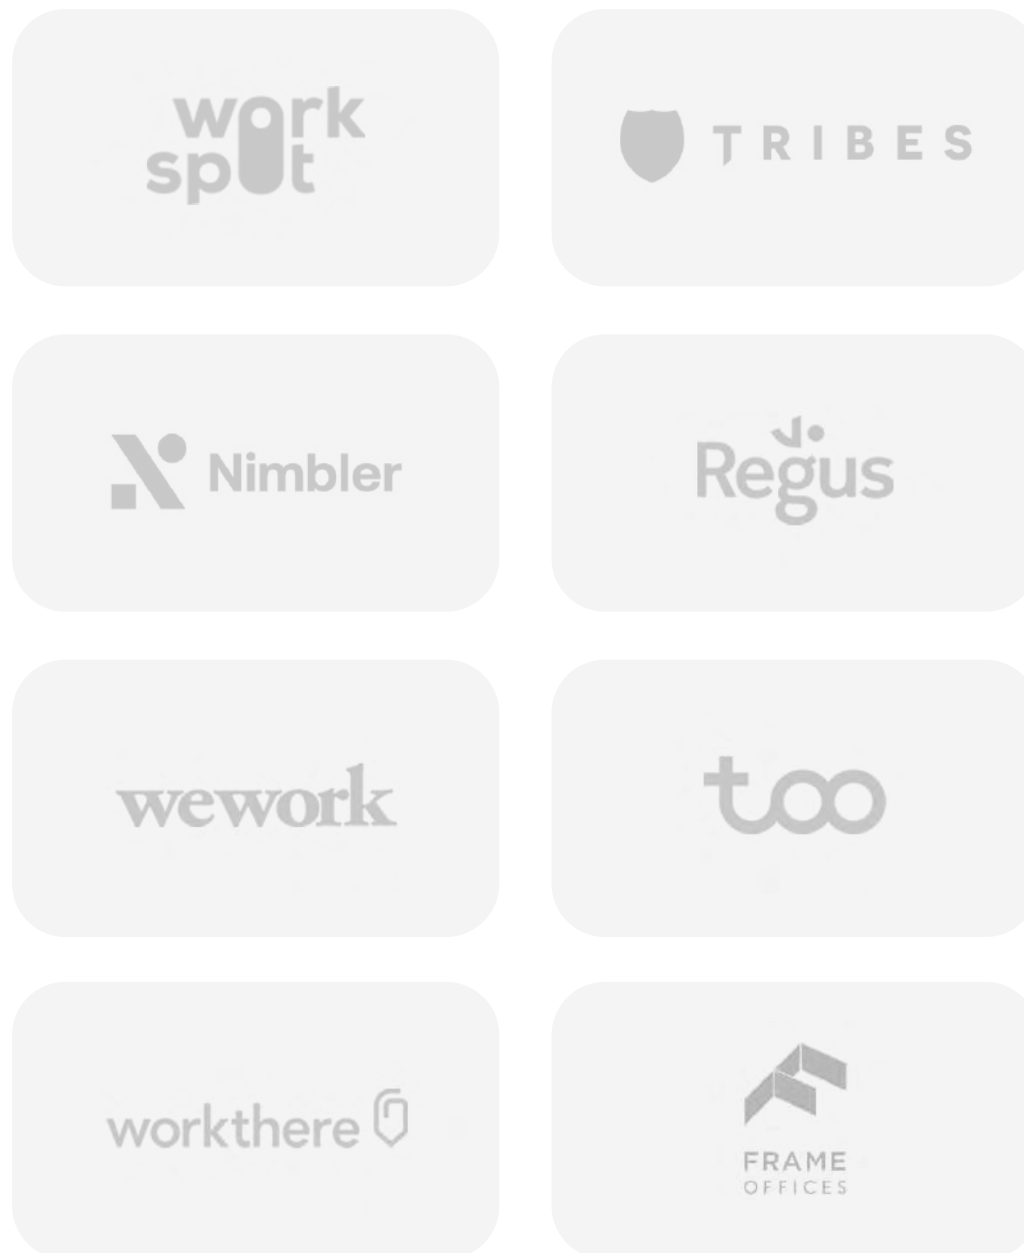 work
spot
TRIBES
Nimbler
Regus
wework
too
workthere
FRAME
OFFICES